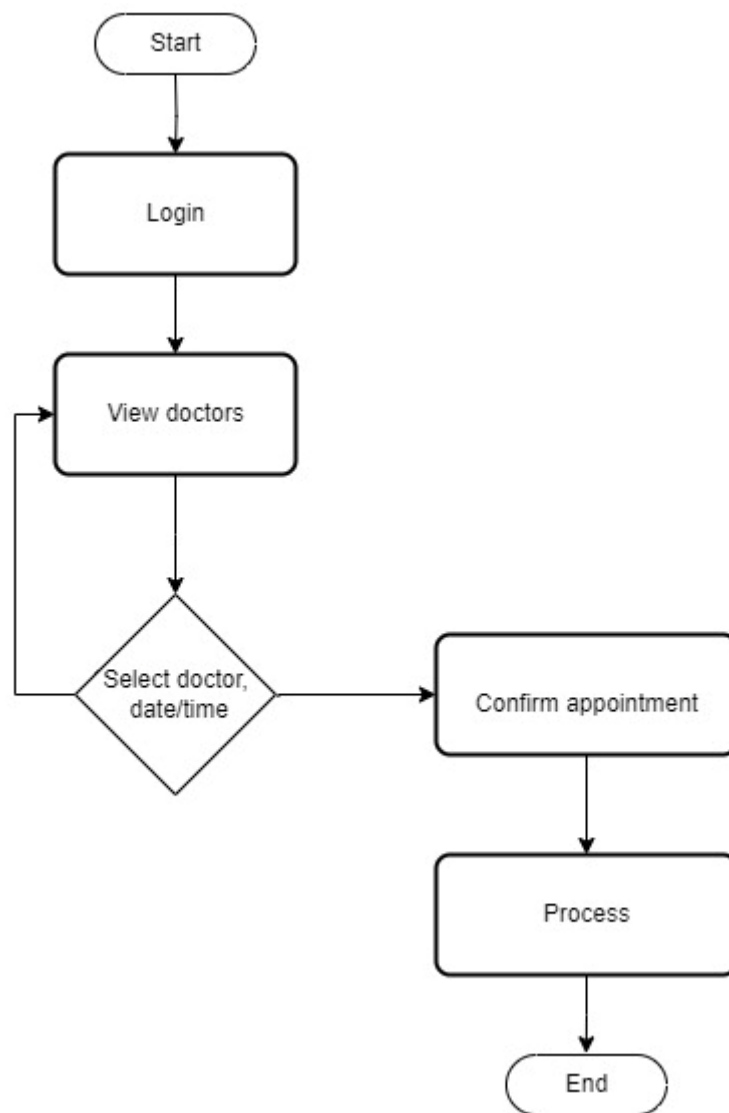 Start
Login
View doctors
Select doctor,
date/time
Confirm appointment
Process
End